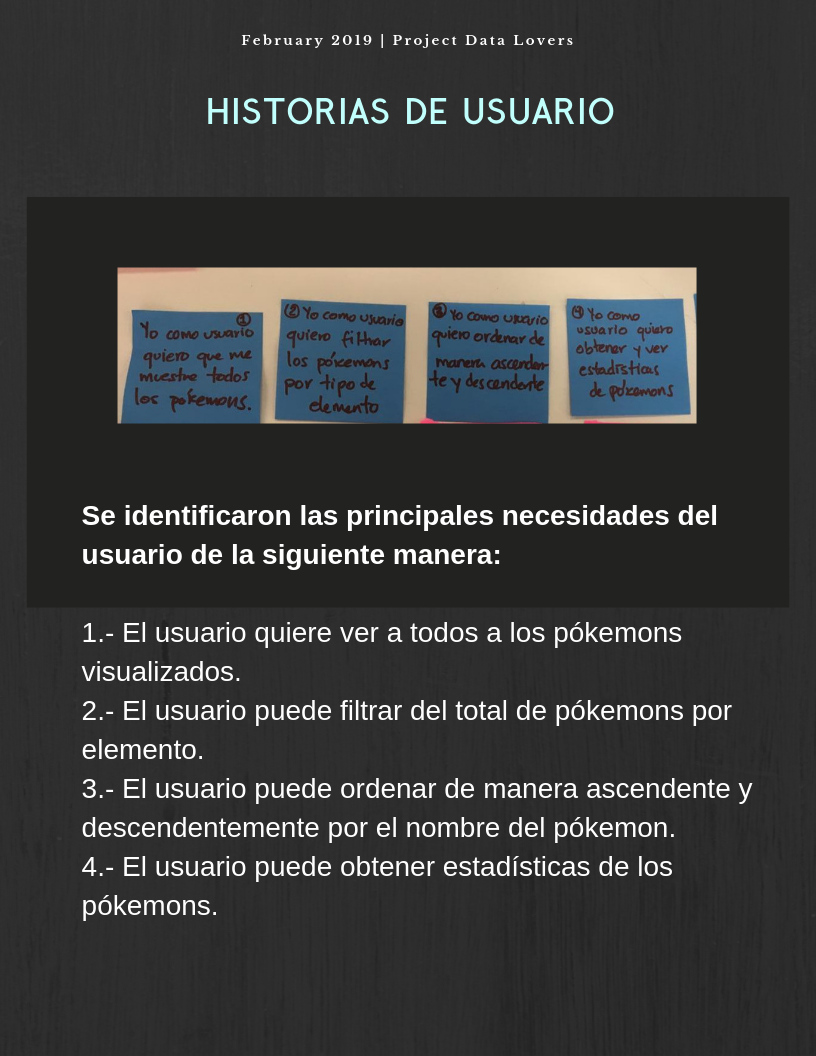 February 2019 | Project Data Lovers
HISTORIAS DE USUARIO
①
Yo como usuario
quiero que me
muestre todos
los pokemons.
② Yo como usuario
quiero filtrar
los pókemons
por tipo de
elemento
③ Yo como usuario
quiero ordenar de
manera ascenden
te y descendente
④ Yo como
usuario quiero
obtener y ver
estadísticas
de pókemons
Se identificaron las principales necesidades del
usuario de la siguiente manera:
1.- El usuario quiere ver a todos a los pókemons
visualizados.
2.- El usuario puede filtrar del total de pókemons por
elemento.
3.- El usuario puede ordenar de manera ascendente y
descendentemente por el nombre del pókemon.
4.- El usuario puede obtener estadísticas de los
pókemons.